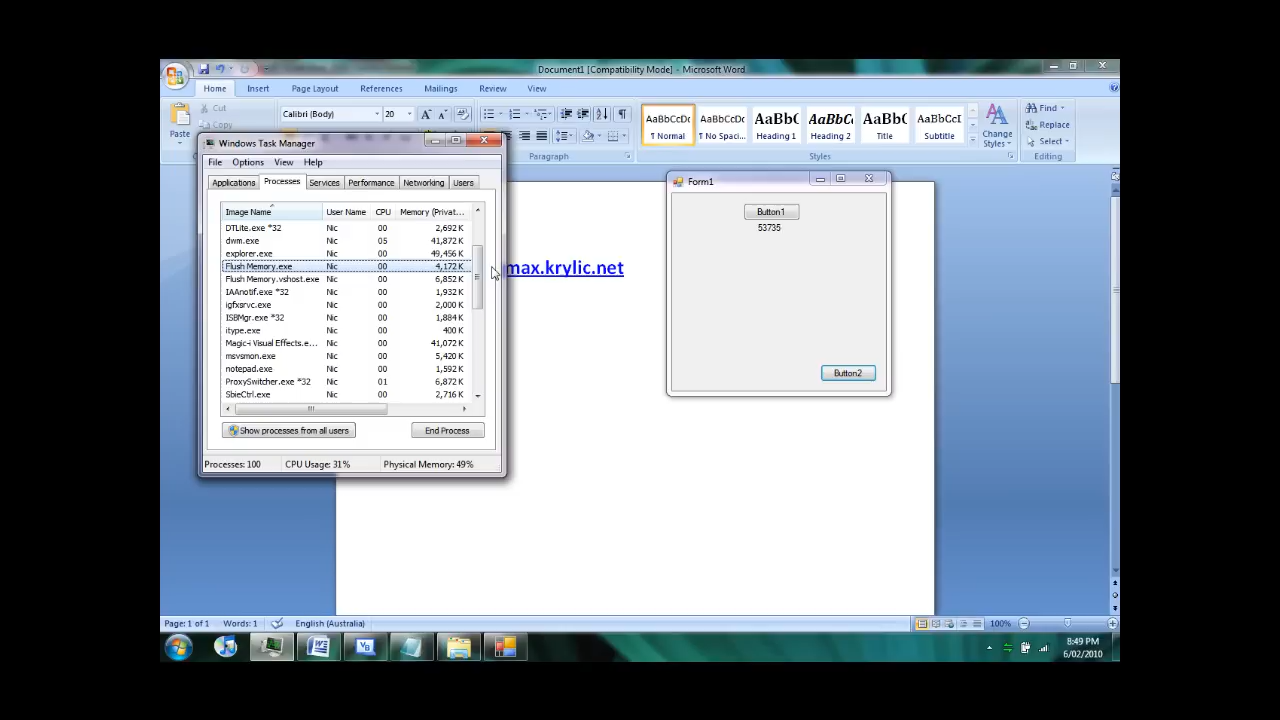 Document1 [Compatibility Mode] - Microsoft Word
Home Insert Page Layout References Mailings Review View
Cut
Copy
Paste
Calibri (Body) 20
Paragraph
AaBbCcDc AaBbCcDc AaBbC AaBbCc AaBbC AaBbCcI
¶ Normal ¶ No Spaci... Heading 1 Heading 2 Title Subtitle
Change Styles
Styles
Find
Replace
Select
Editing
Windows Task Manager
File Options View Help
Applications Processes Services Performance Networking Users
Image Name User Name CPU Memory (Privat...
DTLite.exe *32 Nic 00 2,692 K
dwm.exe Nic 05 41,872 K
explorer.exe Nic 00 49,456 K
Flush Memory.exe Nic 00 4,172 K
Flush Memory.vshost.exe Nic 00 6,852 K
IAAnotif.exe *32 Nic 00 1,932 K
igfxsrvc.exe Nic 00 2,000 K
ISBMgr.exe *32 Nic 00 1,884 K
itype.exe Nic 00 400 K
Magic-i Visual Effects.e... Nic 00 41,072 K
msvsmon.exe Nic 00 5,420 K
notepad.exe Nic 00 1,592 K
ProxySwitcher.exe *32 Nic 01 6,872 K
SbieCtrl.exe Nic 00 2,716 K
Show processes from all users End Process
Processes: 100 CPU Usage: 31% Physical Memory: 49%
max.krylic.net
Form1
Button1
53735
Button2
Page: 1 of 1 Words: 1 English (Australia) 100%
8:49 PM
6/02/2010